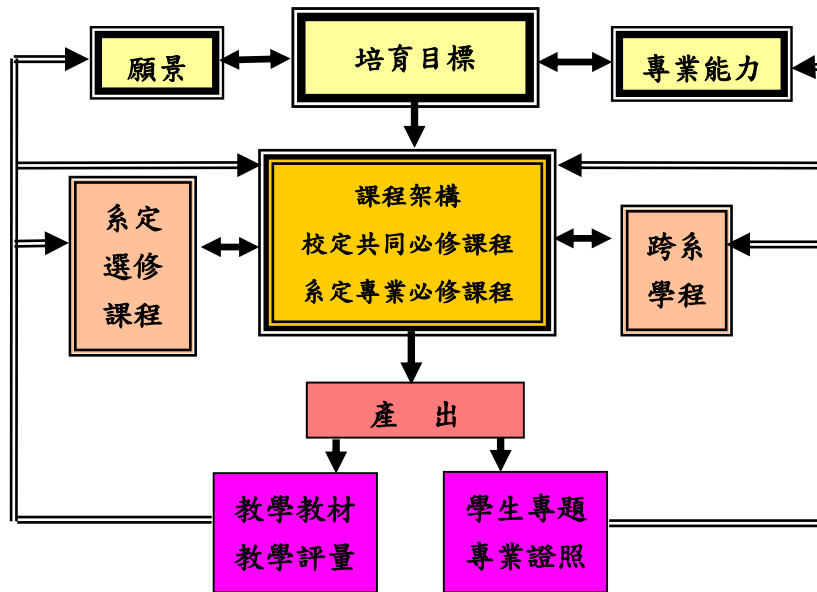 願景
培育目標
專業能力
系定
選修
課程
課程架構
校定共同必修課程
系定專業必修課程
跨系
學程
產 出
教學教材
教學評量
學生專題
專業證照